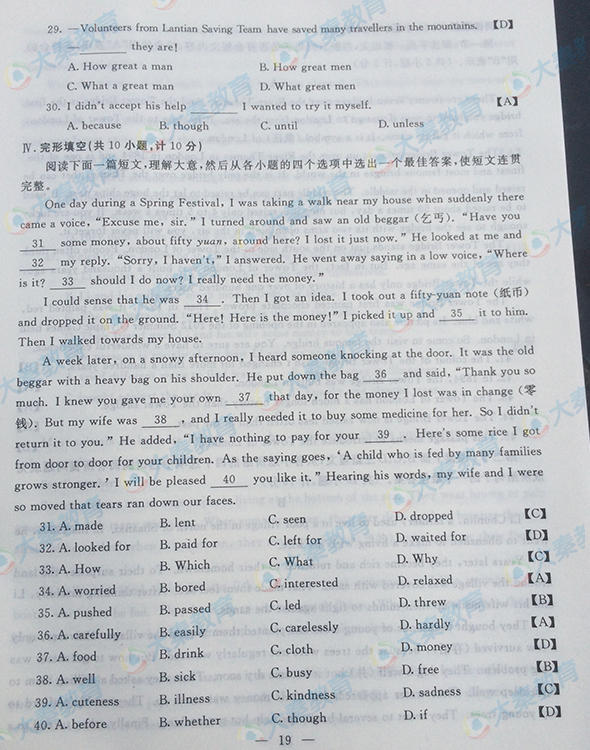 29. —Volunteers from Lantian Saving Team have saved many travellers in the mountains. 【D】
— ______ they are!
A. How great a man B. How great men
C. What a great man D. What great men
30. I didn't accept his help ______ I wanted to try it myself. 【A】
A. because B. though C. until D. unless
Ⅳ. 完形填空(共 10 小题,计 10 分)
阅读下面一篇短文,理解大意,然后从各小题的四个选项中选出一个最佳答案,使短文连贯
完整。
One day during a Spring Festival, I was taking a walk near my house when suddenly there
came a voice, “Excuse me, sir.” I turned around and saw an old beggar (乞丐). “Have you
31 some money, about fifty yuan, around here? I lost it just now.” He looked at me and
32 my reply. “Sorry, I haven't,” I answered. He went away saying in a low voice, “Where
is it? 33 should I do now? I really need the money.”
I could sense that he was 34 . Then I got an idea. I took out a fifty-yuan note (纸币)
and dropped it on the ground. “Here! Here is the money!” I picked it up and 35 it to him.
Then I walked towards my house.
A week later, on a snowy afternoon, I heard someone knocking at the door. It was the old
beggar with a heavy bag on his shoulder. He put down the bag 36 and said, “Thank you so
much. I knew you gave me your own 37 that day, for the money I lost was in change (零
钱). But my wife was 38 , and I really needed it to buy some medicine for her. So I didn't
return it to you.” He added, “I have nothing to pay for your 39 . Here's some rice I got
from door to door for your children. As the saying goes, ‘A child who is fed by many families
grows stronger.’ I will be pleased 40 you like it.” Hearing his words, my wife and I were
so moved that tears ran down our faces.
31. A. made B. lent C. seen D. dropped 【C】
32. A. looked for B. paid for C. left for D. waited for 【D】
33. A. How B. Which C. What D. Why 【C】
34. A. worried B. bored C. interested D. relaxed 【A】
35. A. pushed B. passed C. led D. threw 【B】
36. A. carefully B. easily C. carelessly D. hardly 【A】
37. A. food B. drink C. cloth D. money 【D】
38. A. well B. sick C. busy D. free 【B】
39. A. cuteness B. illness C. kindness D. sadness 【C】
40. A. before B. whether C. though D. if 【D】
— 19 —
大秦教育